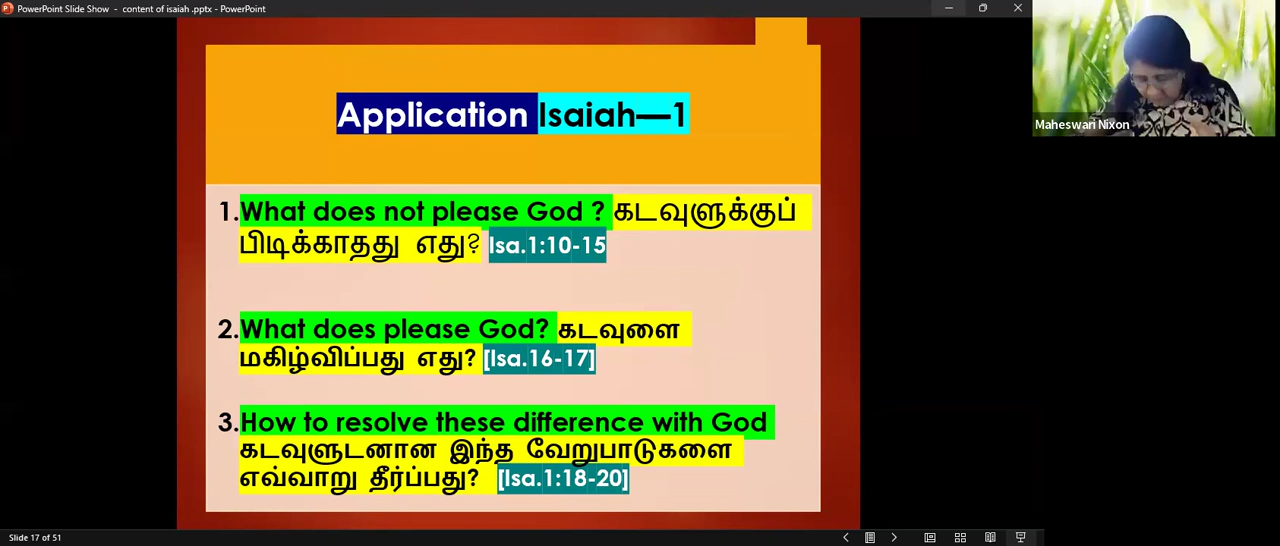 PowerPoint Slide Show - content of isaiah .pptx - PowerPoint
Maheswari Nixon
Application Isaiah—1
1.What does not please God ? கடவுளுக்குப்
பிடிக்காதது எது? Isa.1:10-15
2.What does please God? கடவுளை
மகிழ்விப்பது எது? [Isa.16-17]
3.How to resolve these difference with God
கடவுளுடனான இந்த வேறுபாடுகளை
எவ்வாறு தீர்ப்பது? [Isa.1:18-20]
Slide 17 of 51